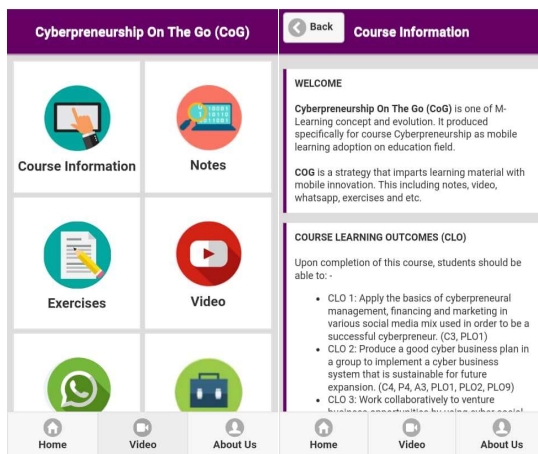 Cyberpreneurship On The Go (CoG)
Course Information
Notes
Exercises
Video
Home
Video
About Us
Back
Course Information
WELCOME
Cyberpreneurship On The Go (CoG) is one of M-
Learning concept and evolution. It produced
specifically for course Cyberpreneurship as mobile
learning adoption on education field.
COG is a strategy that imparts learning material with
mobile innovation. This including notes, video,
whatsapp, exercises and etc.
COURSE LEARNING OUTCOMES (CLO)
Upon completion of this course, students should be
able to: -
• CLO 1: Apply the basics of cyberpreneural
management, financing and marketing in
various social media mix used in order to be a
successful cyberpreneur. (C3, PLO1)
• CLO 2: Produce a good cyber business plan in
a group to implement a cyber business
system that is sustainable for future
expansion. (C4, P4, A3, PLO1, PLO2, PLO9)
• CLO 3: Work collaboratively to venture
business opportunities by using cyber social
Home
Video
About Us